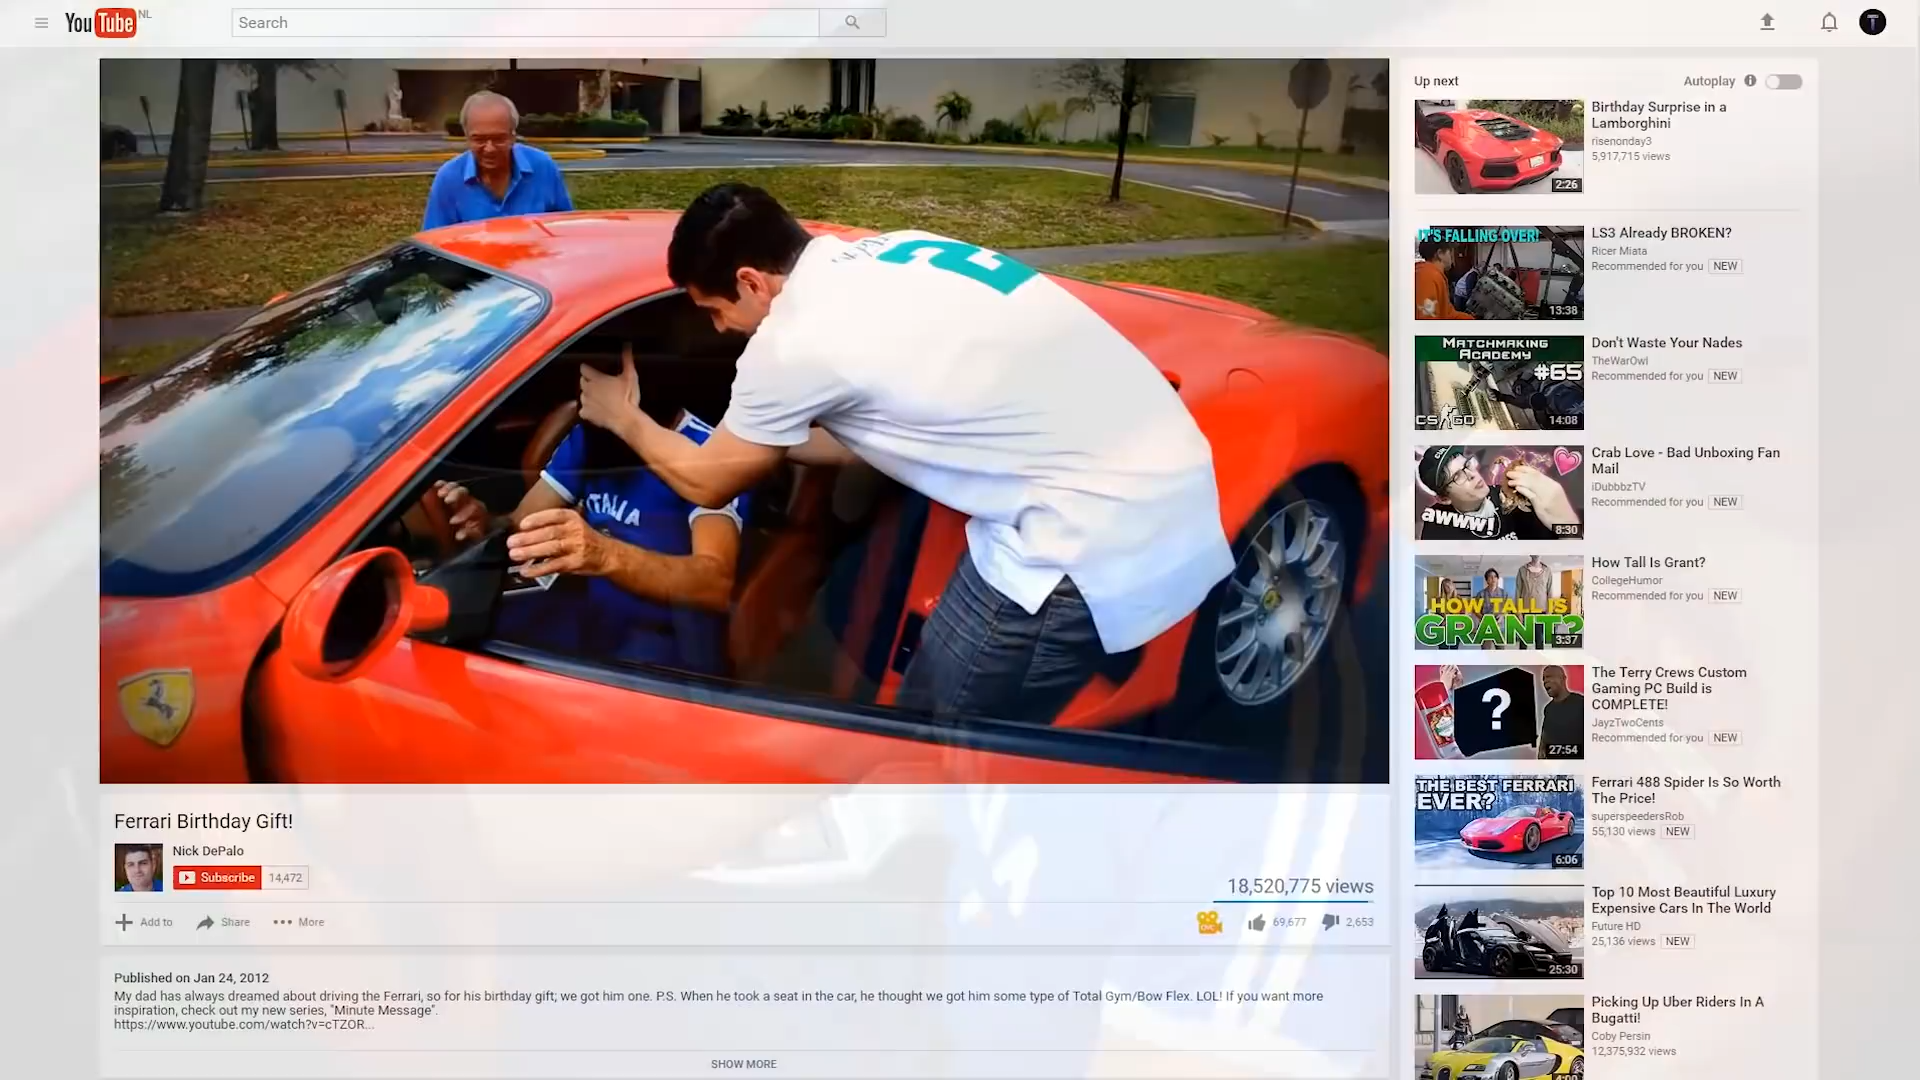 YouTube NL
Search
ITALIA
2
Up next
Autoplay
Birthday Surprise in a
Lamborghini
risenonday3
5,917,715 views
2:26
IT'S FALLING OVER!
13:38
LS3 Already BROKEN?
Ricer Miata
Recommended for you NEW
MATCHMAKING
ACADEMY
#65
CS GO
14:08
Don't Waste Your Nades
TheWarOwl
Recommended for you NEW
awww!
8:30
Crab Love - Bad Unboxing Fan
Mail
iDubbbzTV
Recommended for you NEW
HOW TALL IS
GRANT?
3:37
How Tall Is Grant?
CollegeHumor
Recommended for you NEW
?
27:54
The Terry Crews Custom
Gaming PC Build is
COMPLETE!
JayzTwoCents
Recommended for you NEW
THE BEST FERRARI
EVER?
6:06
Ferrari 488 Spider Is So Worth
The Price!
superspeedersRob
55,130 views NEW
25:30
Top 10 Most Beautiful Luxury
Expensive Cars In The World
Future HD
25,136 views NEW
4:00
Picking Up Uber Riders In A
Bugatti!
Coby Persin
12,375,932 views
Ferrari Birthday Gift!
Nick DePalo
Subscribe 14,472
18,520,775 views
Add to Share More
69,677 2,653
Published on Jan 24, 2012
My dad has always dreamed about driving the Ferrari, so for his birthday gift; we got him one. P.S. When he took a seat in the car, he thought we got him some type of Total Gym/Bow Flex. LOL! If you want more
inspiration, check out my new series, "Minute Message".
https://www.youtube.com/watch?v=cTZOR...
SHOW MORE